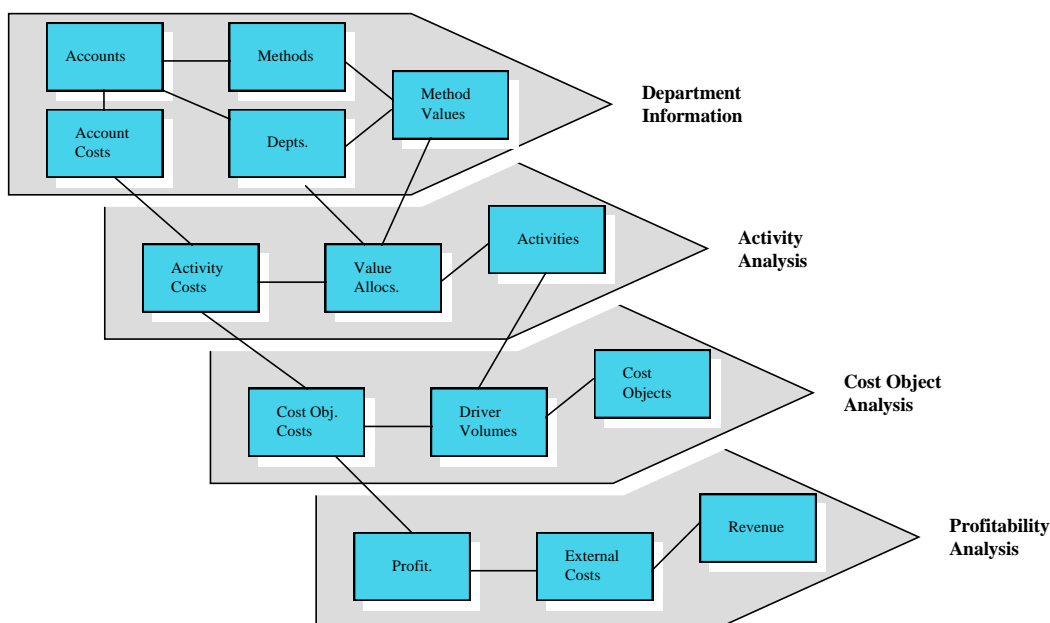 Accounts
Methods
Method
Values
Account
Costs
Depts.
Department
Information
Activity
Costs
Value
Allocs.
Activities
Activity
Analysis
Cost Obj.
Costs
Driver
Volumes
Cost
Objects
Cost Object
Analysis
Profit.
External
Costs
Revenue
Profitability
Analysis